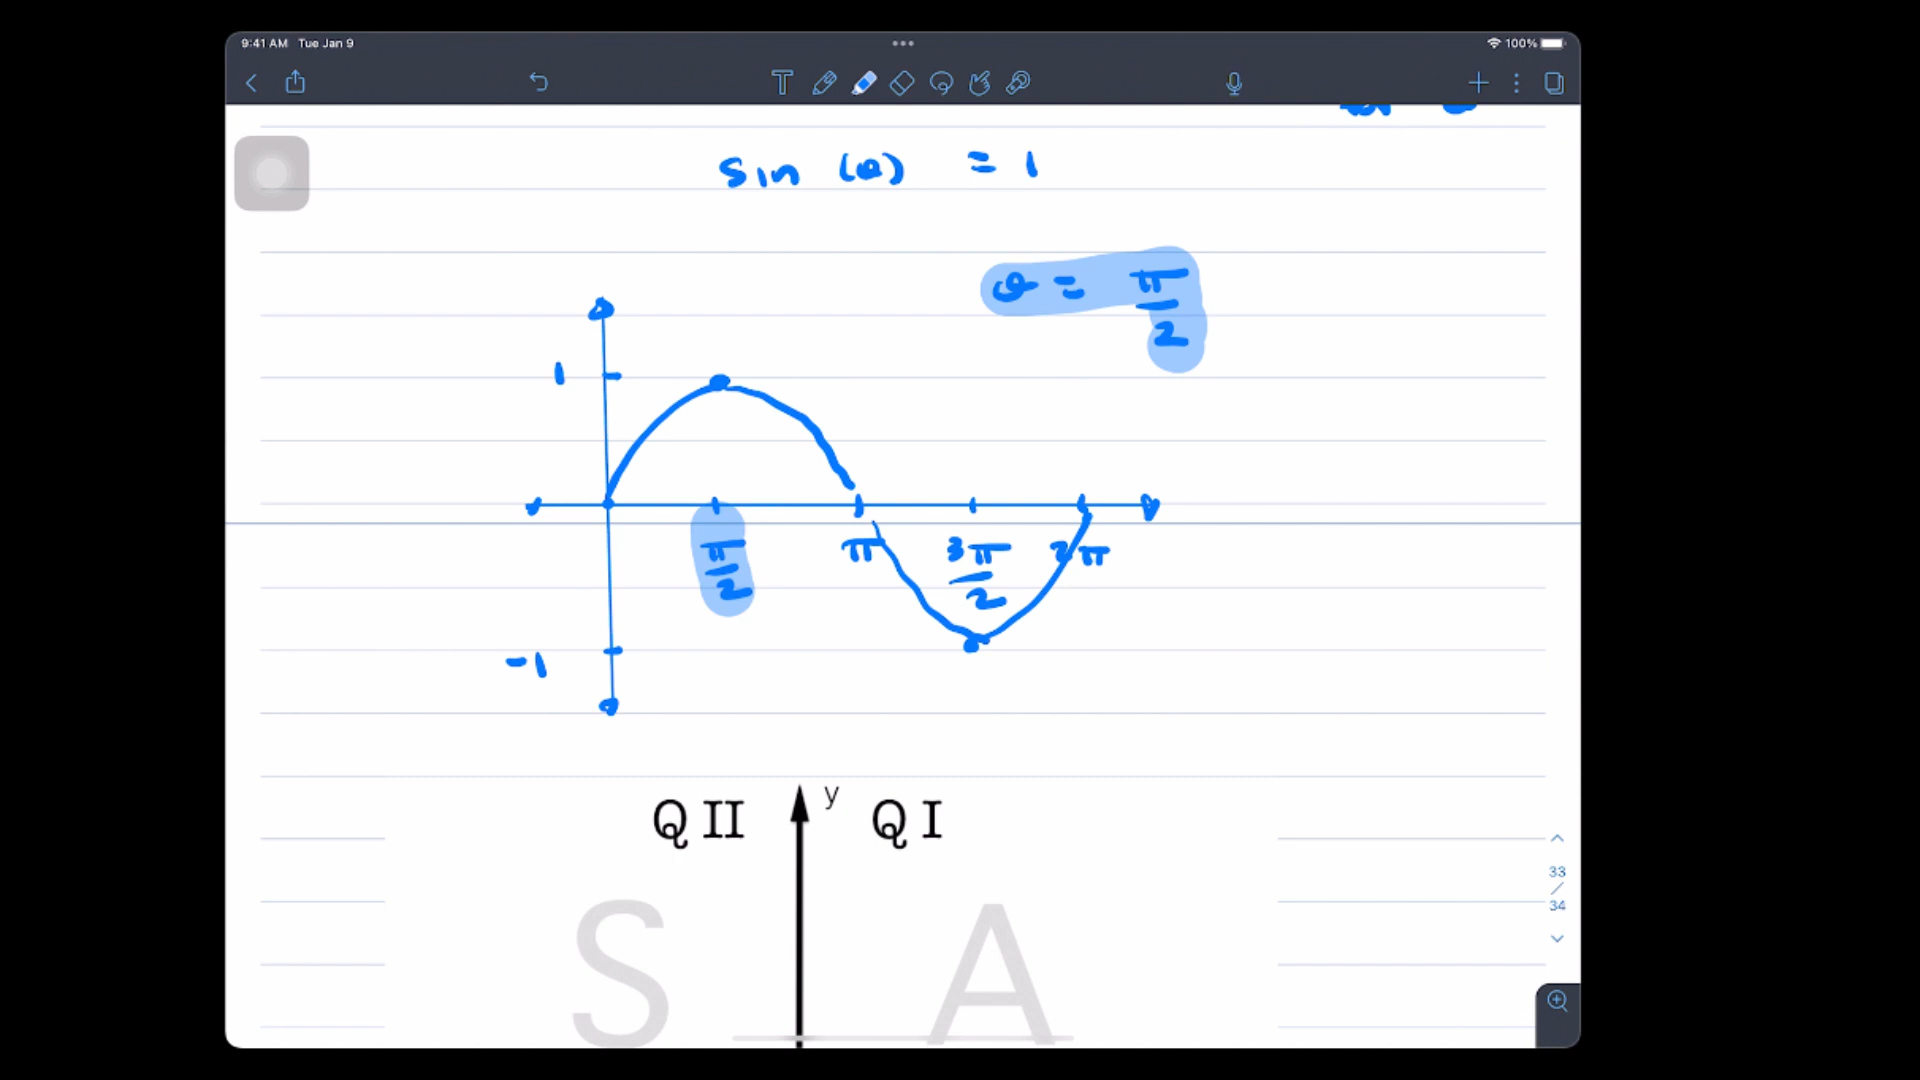 9:41 AM Tue Jan 9
100%
sin (θ) = 1
θ = π/2
1
π/2
π
3π/2
2π
-1
Q II y Q I
33
/
34
S A